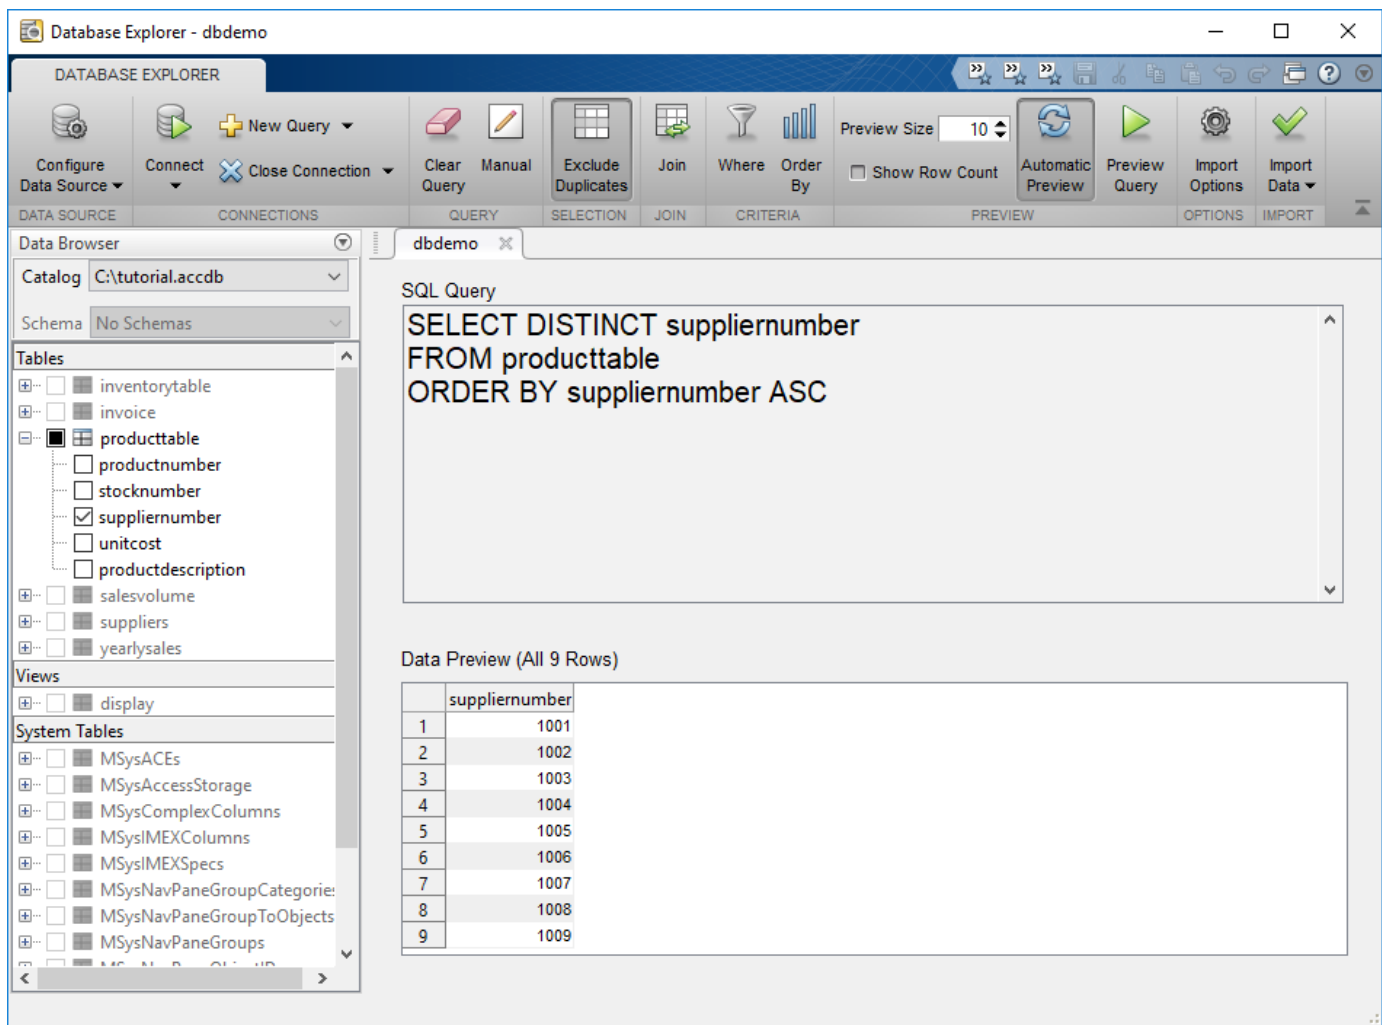 Database Explorer - dbdemo
DATABASE EXPLORER
Configure Data Source
Connect
New Query
Close Connection
Clear Query
Manual
Exclude Duplicates
Join
Where
Order By
Preview Size 10
Show Row Count
Automatic Preview
Preview Query
Import Options
Import Data
DATA SOURCE
CONNECTIONS
QUERY
SELECTION
JOIN
CRITERIA
PREVIEW
OPTIONS
IMPORT
Data Browser
Catalog C:\tutorial.accdb
Schema No Schemas
Tables
inventorytable
invoice
producttable
productnumber
stocknumber
suppliernumber
unitcost
productdescription
salesvolume
suppliers
yearlysales
Views
display
System Tables
MSysACEs
MSysAccessStorage
MSysComplexColumns
MSysIMEXColumns
MSysIMEXSpecs
MSysNavPaneGroupCategories
MSysNavPaneGroupToObjects
MSysNavPaneGroups
dbdemo
SQL Query
SELECT DISTINCT suppliernumber
FROM producttable
ORDER BY suppliernumber ASC
Data Preview (All 9 Rows)
suppliernumber
1 1001
2 1002
3 1003
4 1004
5 1005
6 1006
7 1007
8 1008
9 1009